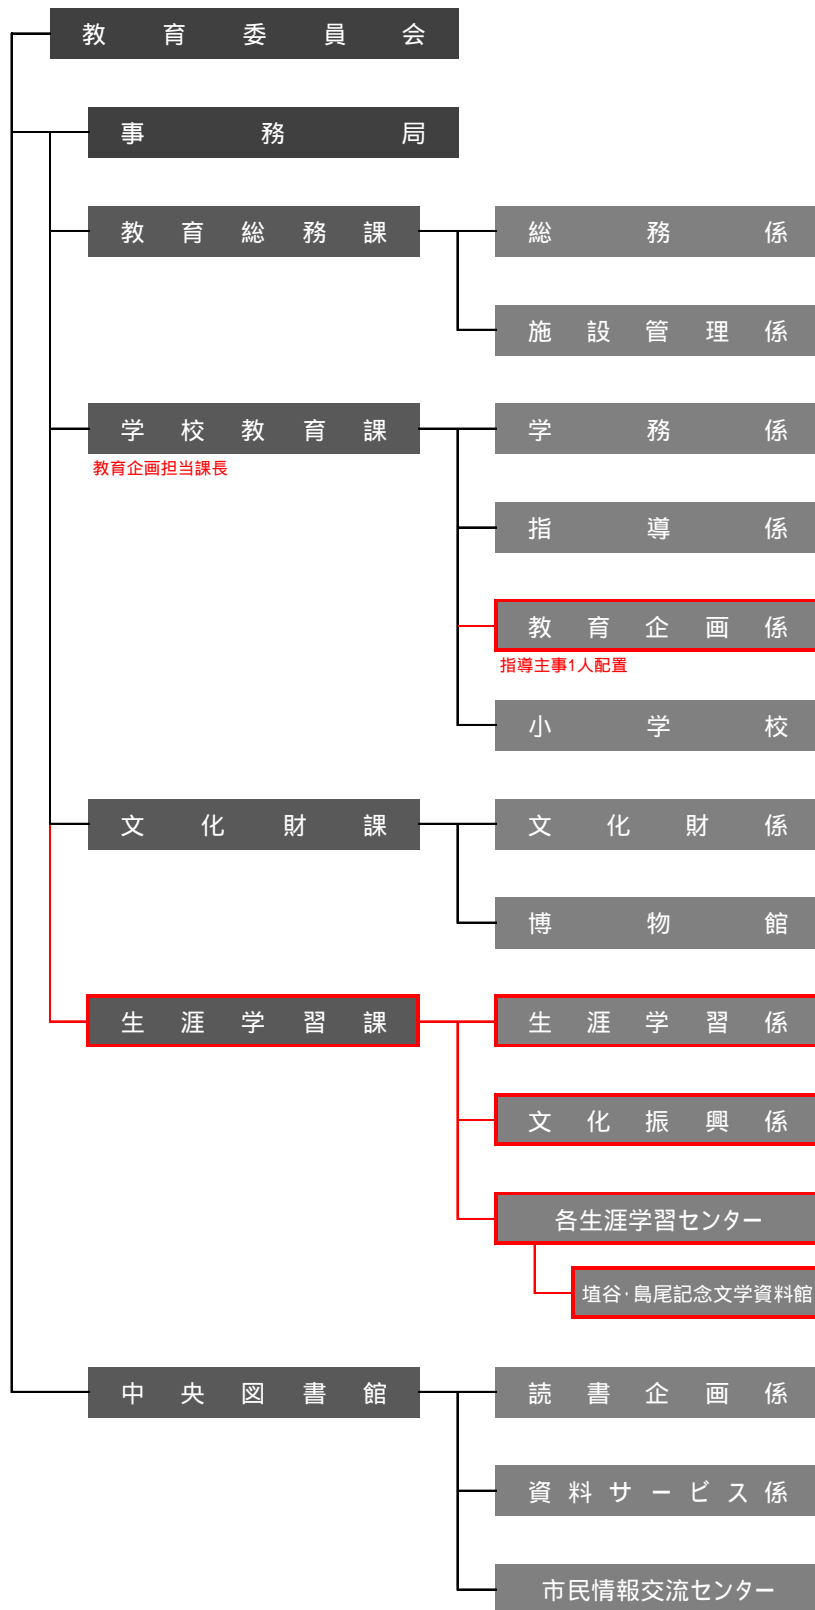 教育委員会
事務局
教育総務課
総務係
施設管理係
学校教育課
教育企画担当課長
学務係
指導係
教育企画係
指導主事1人配置
小学校
文化財課
文化財係
博物館
生涯学習課
生涯学習係
文化振興係
各生涯学習センター
埴谷・島尾記念文学資料館
中央図書館
読書企画係
資料サービス係
市民情報交流センター